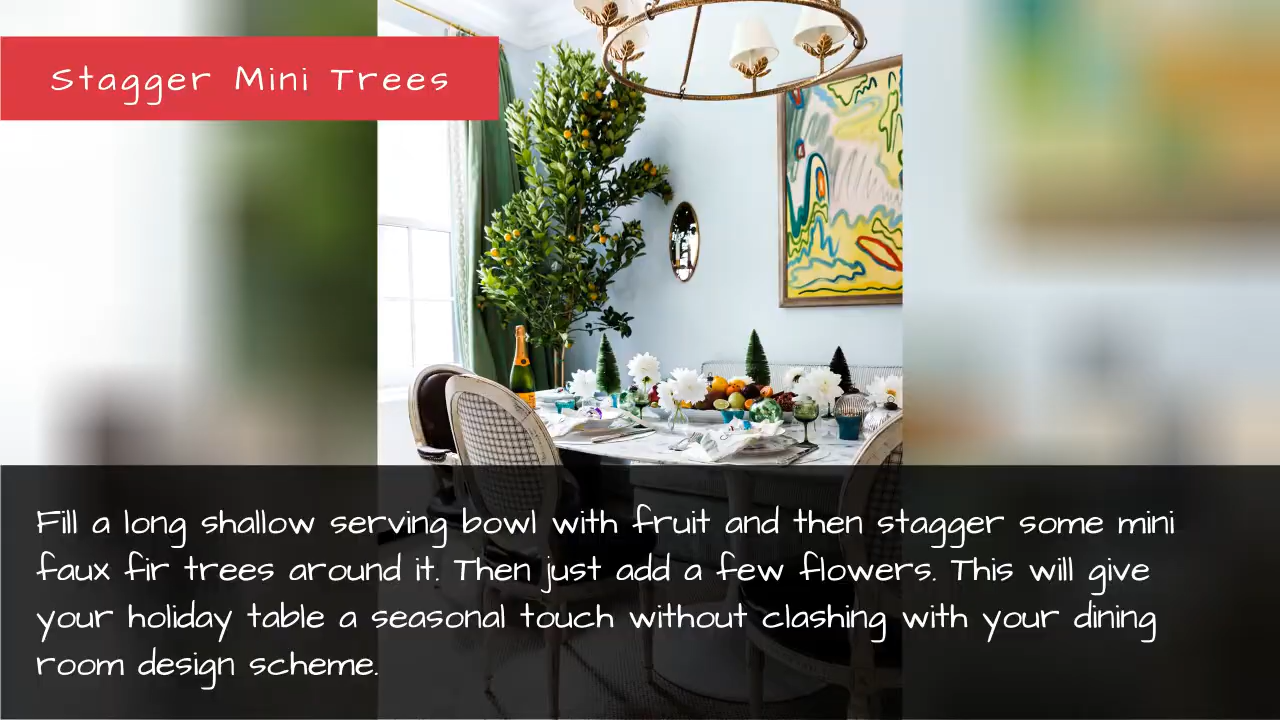 Stagger Mini Trees
Fill a long shallow serving bowl with fruit and then stagger some mini
faux fir trees around it. Then just add a few flowers. This will give
your holiday table a seasonal touch without clashing with your dining
room design scheme.